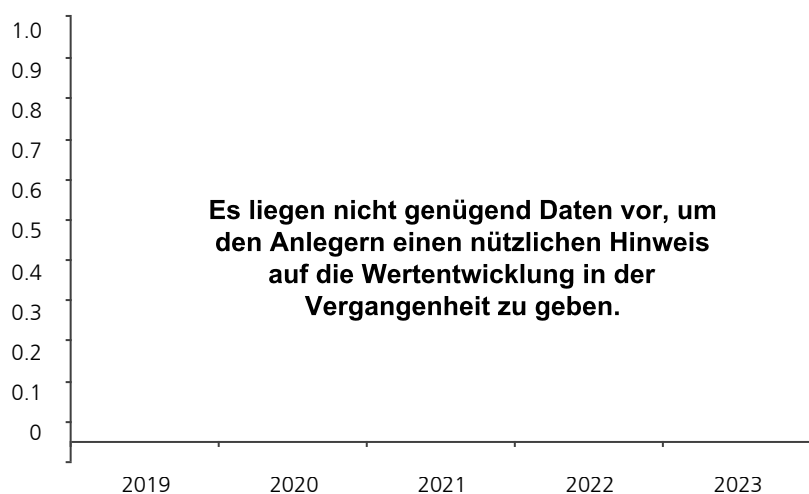 1.0
0.9
0.8
0.7
0.6
0.5
0.4
0.3
0.2
0.1
0
Es liegen nicht genügend Daten vor, um
den Anlegern einen nützlichen Hinweis
auf die Wertentwicklung in der
Vergangenheit zu geben.
2019 2020 2021 2022 2023